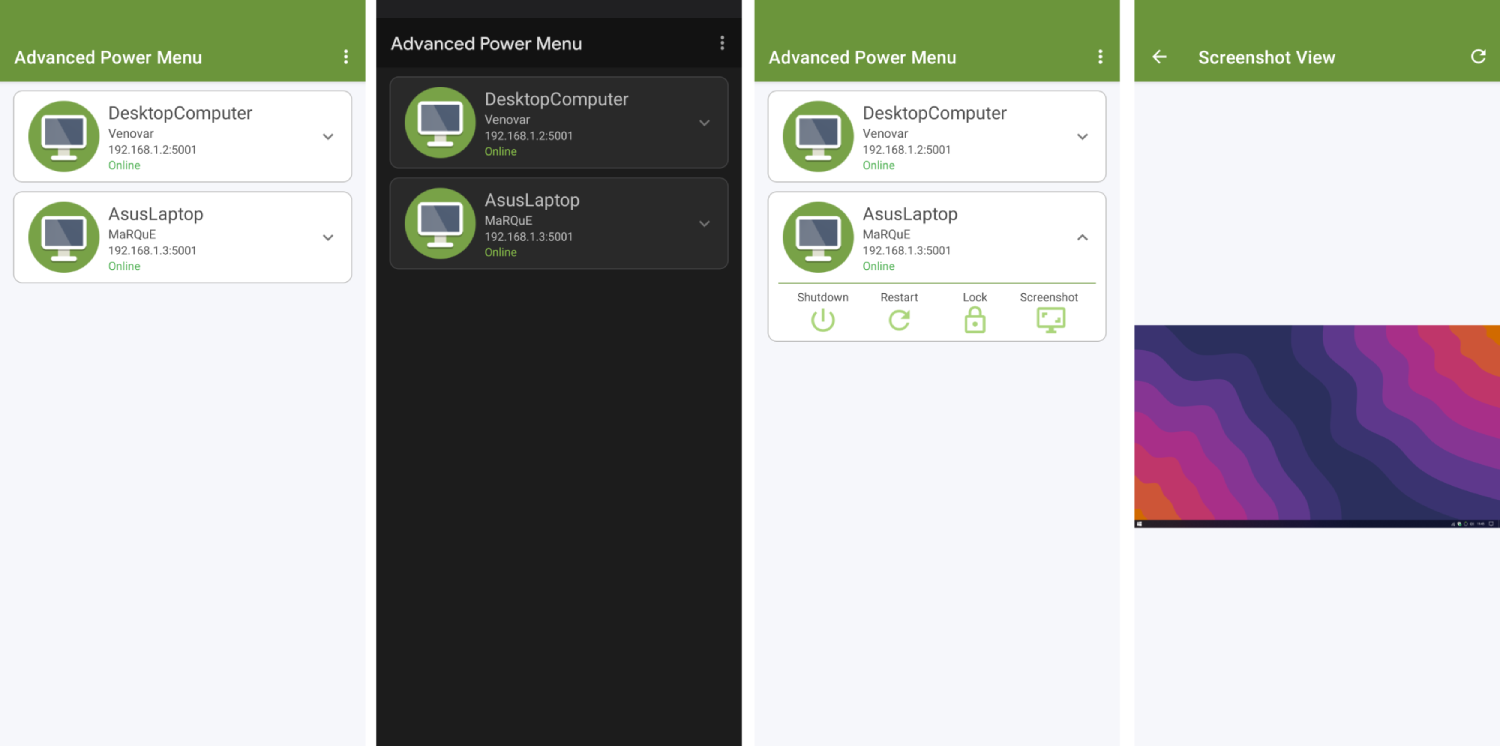 Advanced Power Menu
DesktopComputer
Venovar
192.168.1.2:5001
Online
AsusLaptop
MaRQuE
192.168.1.3:5001
Online
Advanced Power Menu
DesktopComputer
Venovar
192.168.1.2:5001
Online
AsusLaptop
MaRQuE
192.168.1.3:5001
Online
Advanced Power Menu
DesktopComputer
Venovar
192.168.1.2:5001
Online
AsusLaptop
MaRQuE
192.168.1.3:5001
Online
Shutdown Restart Lock Screenshot
Screenshot View